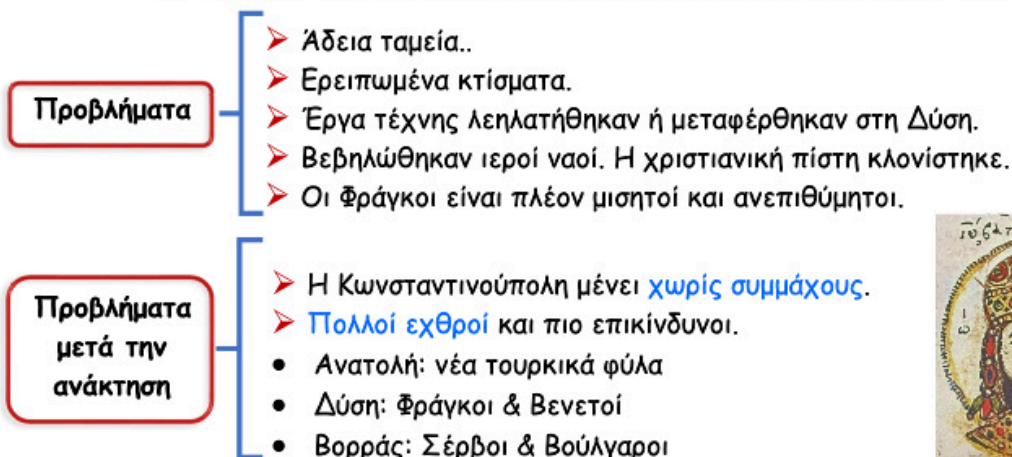 Προβλήματα
➤ Άδεια ταμεία..
➤ Ερειπωμένα κτίσματα.
➤ Έργα τέχνης λεηλατήθηκαν ή μεταφέρθηκαν στη Δύση.
➤ Βεβηλώθηκαν ιεροί ναοί. Η χριστιανική πίστη κλονίστηκε.
➤ Οι Φράγκοι είναι πλέον μισητοί και ανεπιθύμητοι.
Προβλήματα
μετά την
ανάκτηση
➤ Η Κωνσταντινούπολη μένει χωρίς συμμάχους.
➤ Πολλοί εχθροί και πιο επικίνδυνοι.
• Ανατολή: νέα τουρκικά φύλα
• Δύση: Φράγκοι & Βενετοί
• Βορράς: Σέρβοι & Βούλγαροι